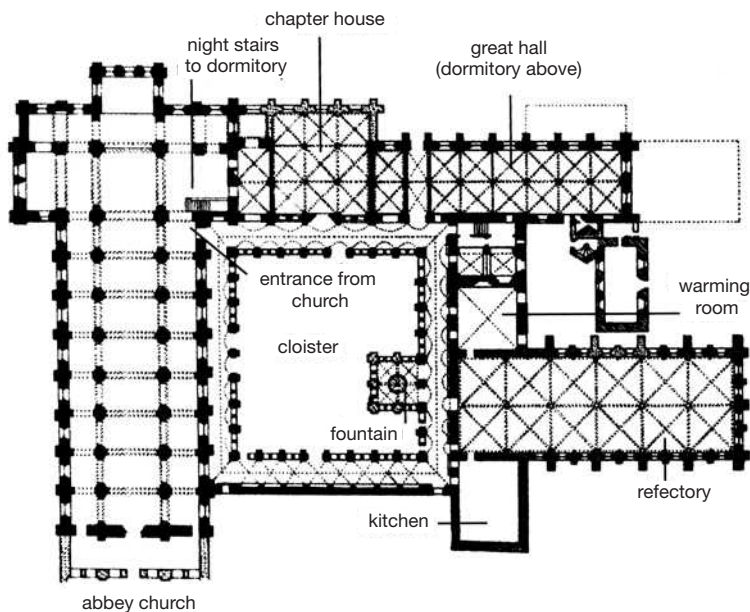 chapter house
night stairs
to dormitory
great hall
(dormitory above)
entrance from
church
warming
room
cloister
fountain
refectory
kitchen
abbey church